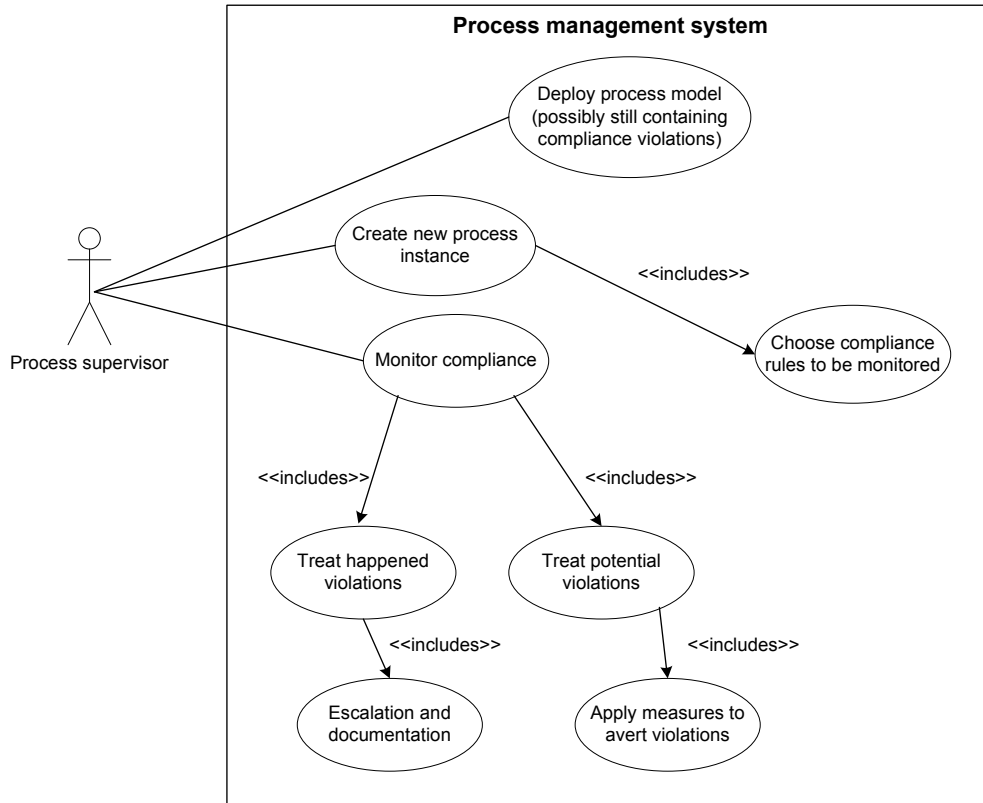 Process management system
Deploy process model
(possibly still containing
compliance violations)
Create new process
instance
<<includes>>
Process supervisor
Monitor compliance
Choose compliance
rules to be monitored
<<includes>>
<<includes>>
Treat happened
violations
Treat potential
violations
<<includes>>
<<includes>>
Escalation and
documentation
Apply measures to
avert violations